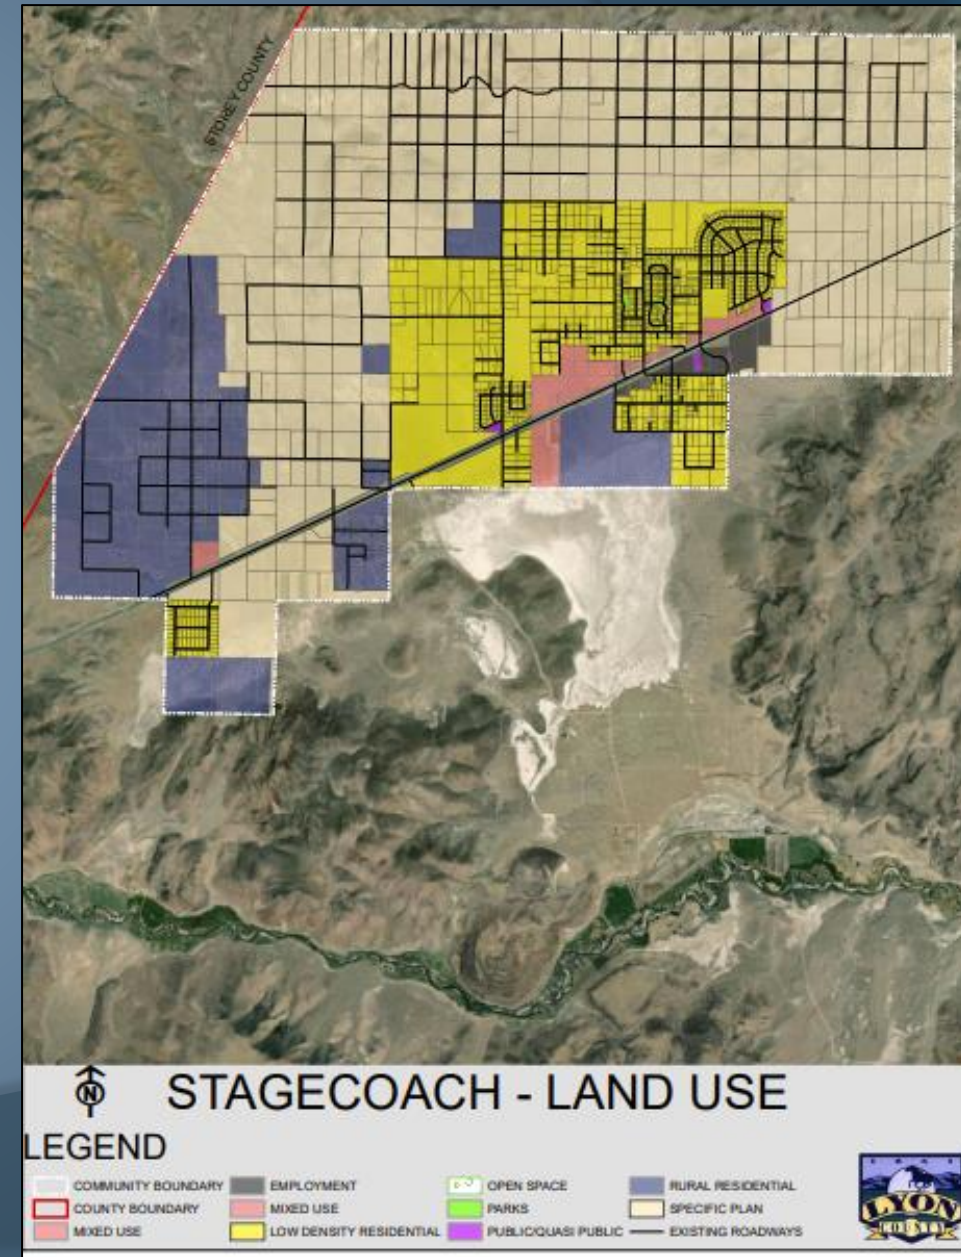 STOREY COUNTY
N
STAGECOACH - LAND USE
LEGEND
COMMUNITY BOUNDARY
COUNTY BOUNDARY
MIXED USE
EMPLOYMENT
MIXED USE
LOW DENSITY RESIDENTIAL
OPEN SPACE
PARKS
PUBLIC/QUASI PUBLIC
RURAL RESIDENTIAL
SPECIFIC PLAN
EXISTING ROADWAYS
LYON
COUNTY